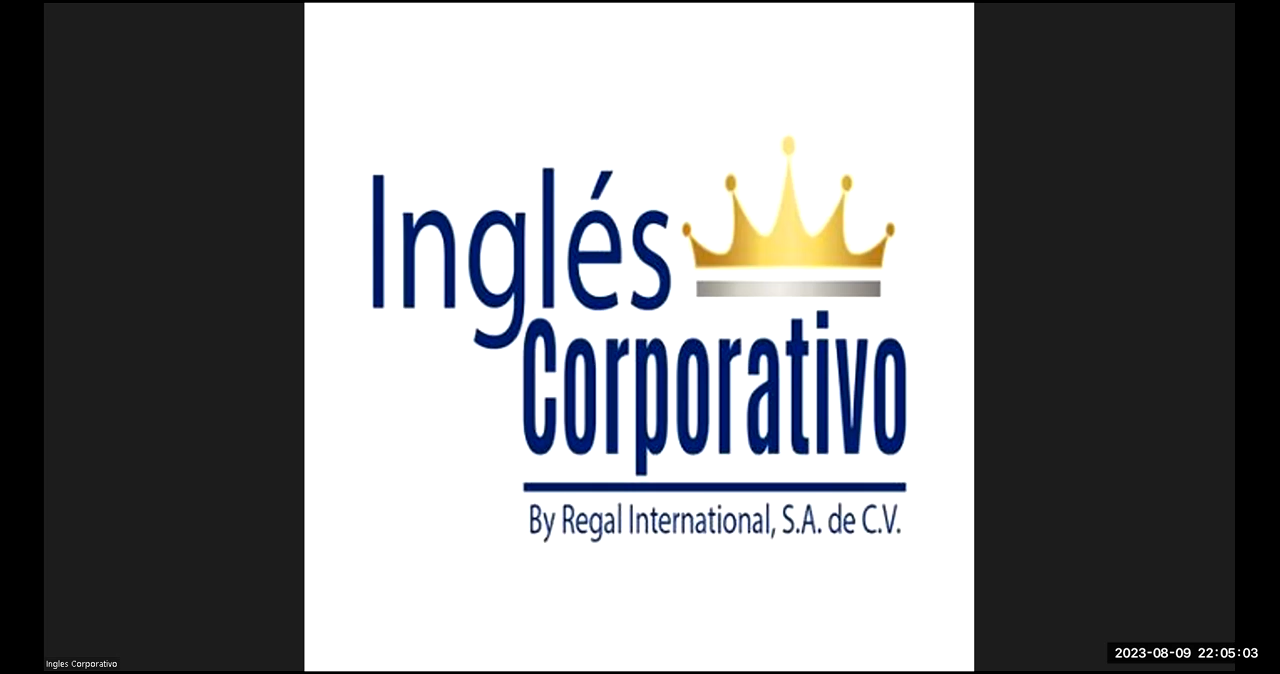 Inglés
Corporativo
By Regal International, S.A. de C.V.
Ingles Corporativo
2023-08-09 22:05:03